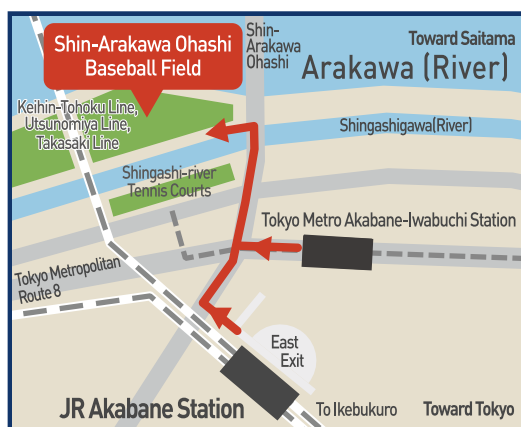 Shin-Arakawa Ohashi
Baseball Field
Shin-
Arakawa
Ohashi
Toward Saitama
Arakawa (River)
Keihin-Tohoku Line,
Utsunomiya Line,
Takasaki Line
Shingashigawa(River)
Shingashi-river
Tennis Courts
Tokyo Metro Akabane-Iwabuchi Station
Tokyo Metropolitan
Route 8
East
Exit
JR Akabane Station
To Ikebukuro
Toward Tokyo